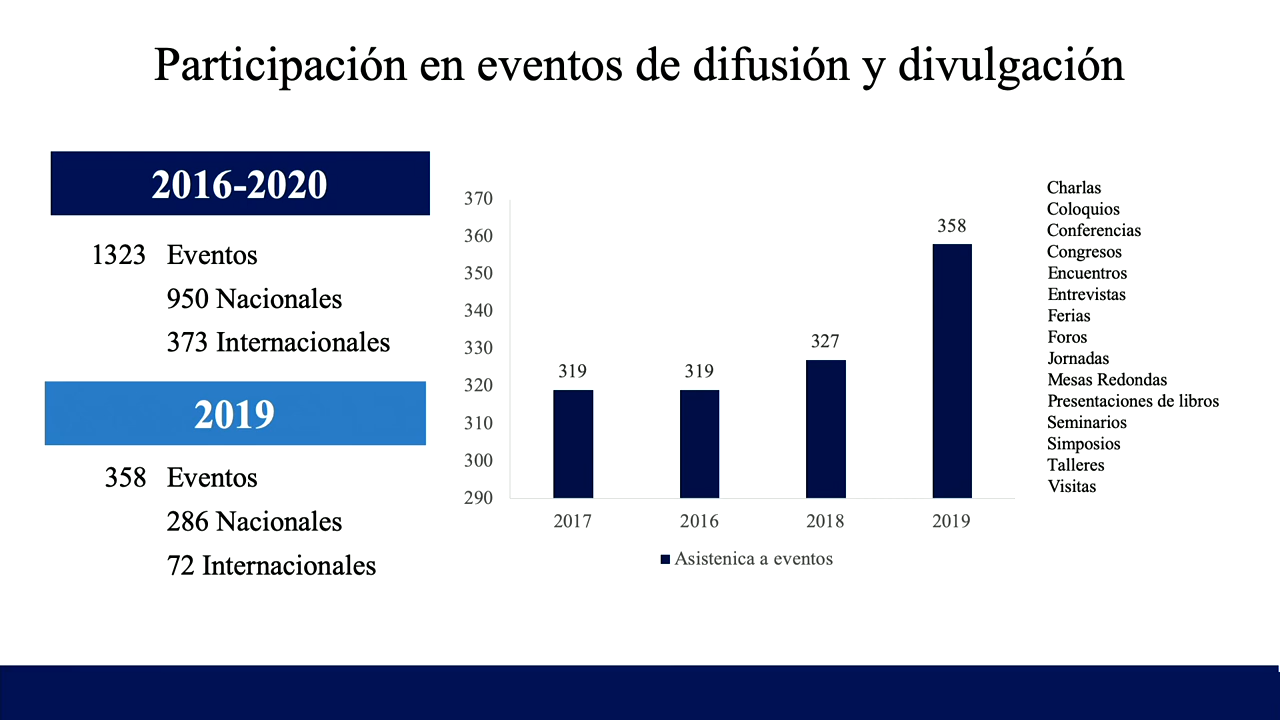 Participación en eventos de difusión y divulgación
2016-2020
1323 Eventos
950 Nacionales
373 Internacionales
2019
358 Eventos
286 Nacionales
72 Internacionales
370
360
350
340
330
320
310
300
290
319
319
327
358
2017
2016
2018
2019
Asistenica a eventos
Charlas
Coloquios
Conferencias
Congresos
Encuentros
Entrevistas
Ferias
Foros
Jornadas
Mesas Redondas
Presentaciones de libros
Seminarios
Simposios
Talleres
Visitas